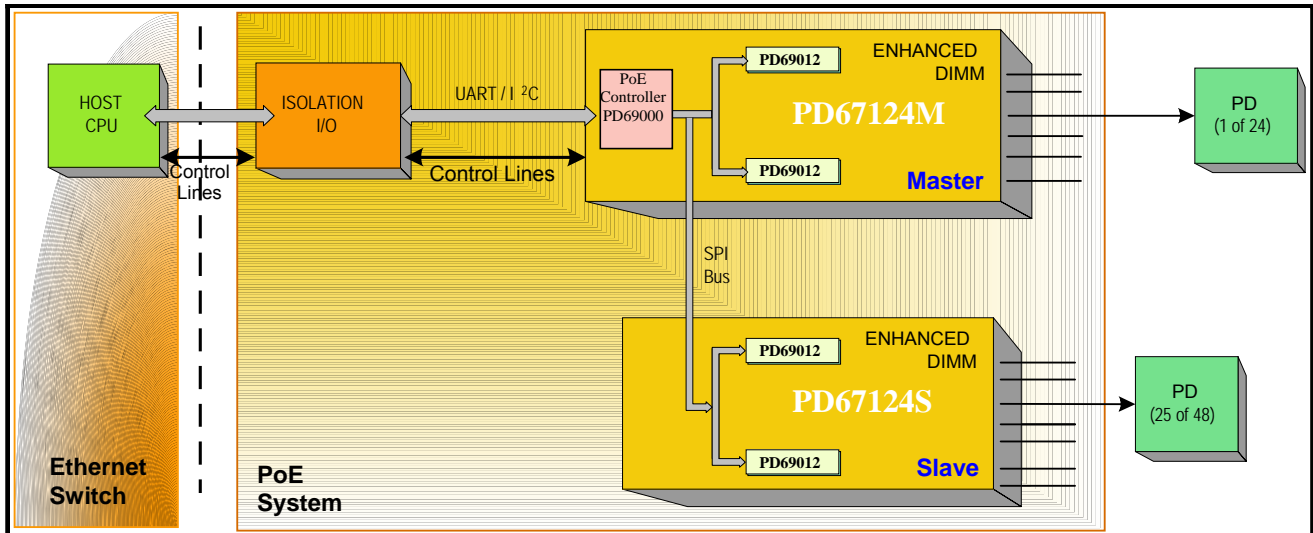 HOST
CPU
Control
Lines
Ethernet
Switch
ISOLATION
I/O
UART / I ²C
Control Lines
PoE
Controller
PD69000
PD69012
ENHANCED
DIMM
PD67124M
PD69012
Master
PD
(1 of 24)
SPI
Bus
PD69012
ENHANCED
DIMM
PD67124S
PD69012
Slave
PD
(25 of 48)
PoE
System